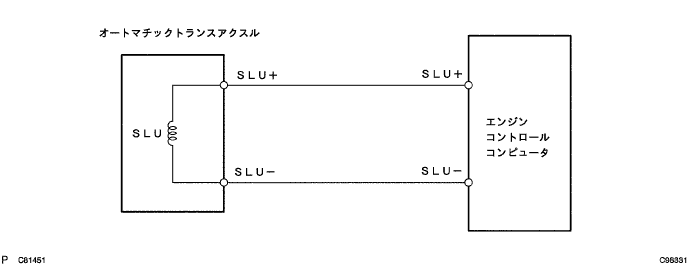 オートマチックトランスアクスル
SLU+ SLU+
SLU
エンジン
コントロール
コンピュータ
SLU− SLU−
P C81451 C98331